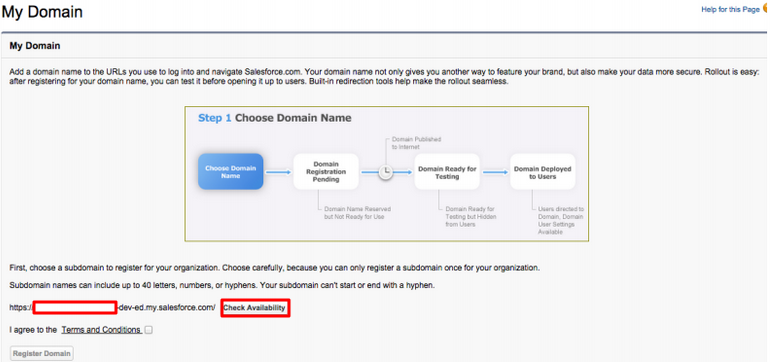 My Domain
Help for this Page
My Domain
Add a domain name to the URLs you use to log into and navigate Salesforce.com. Your domain name not only gives you another way to feature your brand, but also make your data more secure. Rollout is easy:
after registering for your domain name, you can test it before opening it up to users. Built-in redirection tools help make the rollout seamless.
Step 1 Choose Domain Name
Domain Published
to Internet
Choose Domain
Name
Domain
Registration
Pending
Domain Ready for
Testing
Domain Deployed
to Users
Domain Name Reserved
but Not Ready for Use
Domain Ready for
Testing but Hidden
from Users
Users directed to
Domain, Domain
User Settings
Available
First, choose a subdomain to register for your organization. Choose carefully, because you can only register a subdomain once for your organization.
Subdomain names can include up to 40 letters, numbers, or hyphens. Your subdomain can't start or end with a hyphen.
https:// -dev-ed.my.salesforce.com/ Check Availability
I agree to the Terms and Conditions
Register Domain